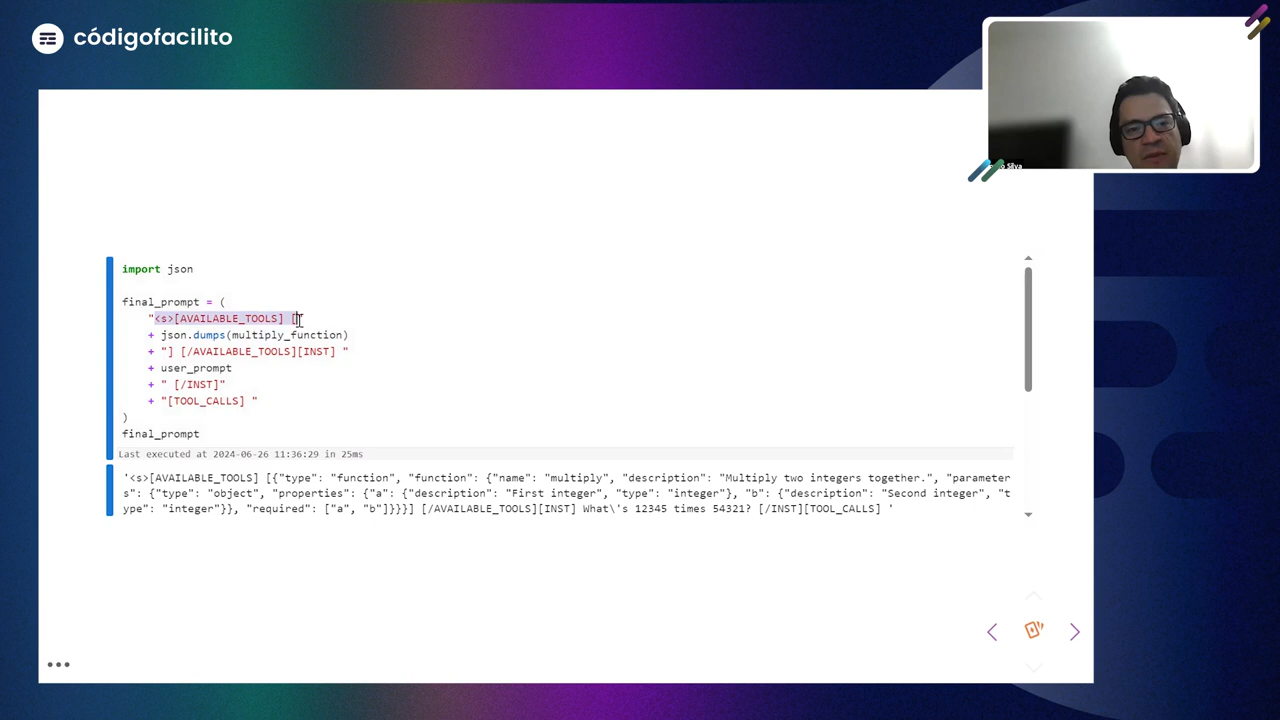 códigofacilito
Silva
import json
final_prompt = (
"<s>[AVAILABLE_TOOLS] [
+ json.dumps(multiply_function)
+ "] [/AVAILABLE_TOOLS][INST] "
+ user_prompt
+ " [/INST]"
+ "[TOOL_CALLS] "
)
final_prompt
Last executed at 2024-06-26 11:36:29 in 25ms
'<s>[AVAILABLE_TOOLS] [{"type": "function", "function": {"name": "multiply", "description": "Multiply two integers together.", "parameter
s": {"type": "object", "properties": {"a": {"description": "First integer", "type": "integer"}, "b": {"description": "Second integer", "t
ype": "integer"}}, "required": ["a", "b"]}}}] [/AVAILABLE_TOOLS][INST] What\'s 12345 times 54321? [/INST][TOOL_CALLS] '